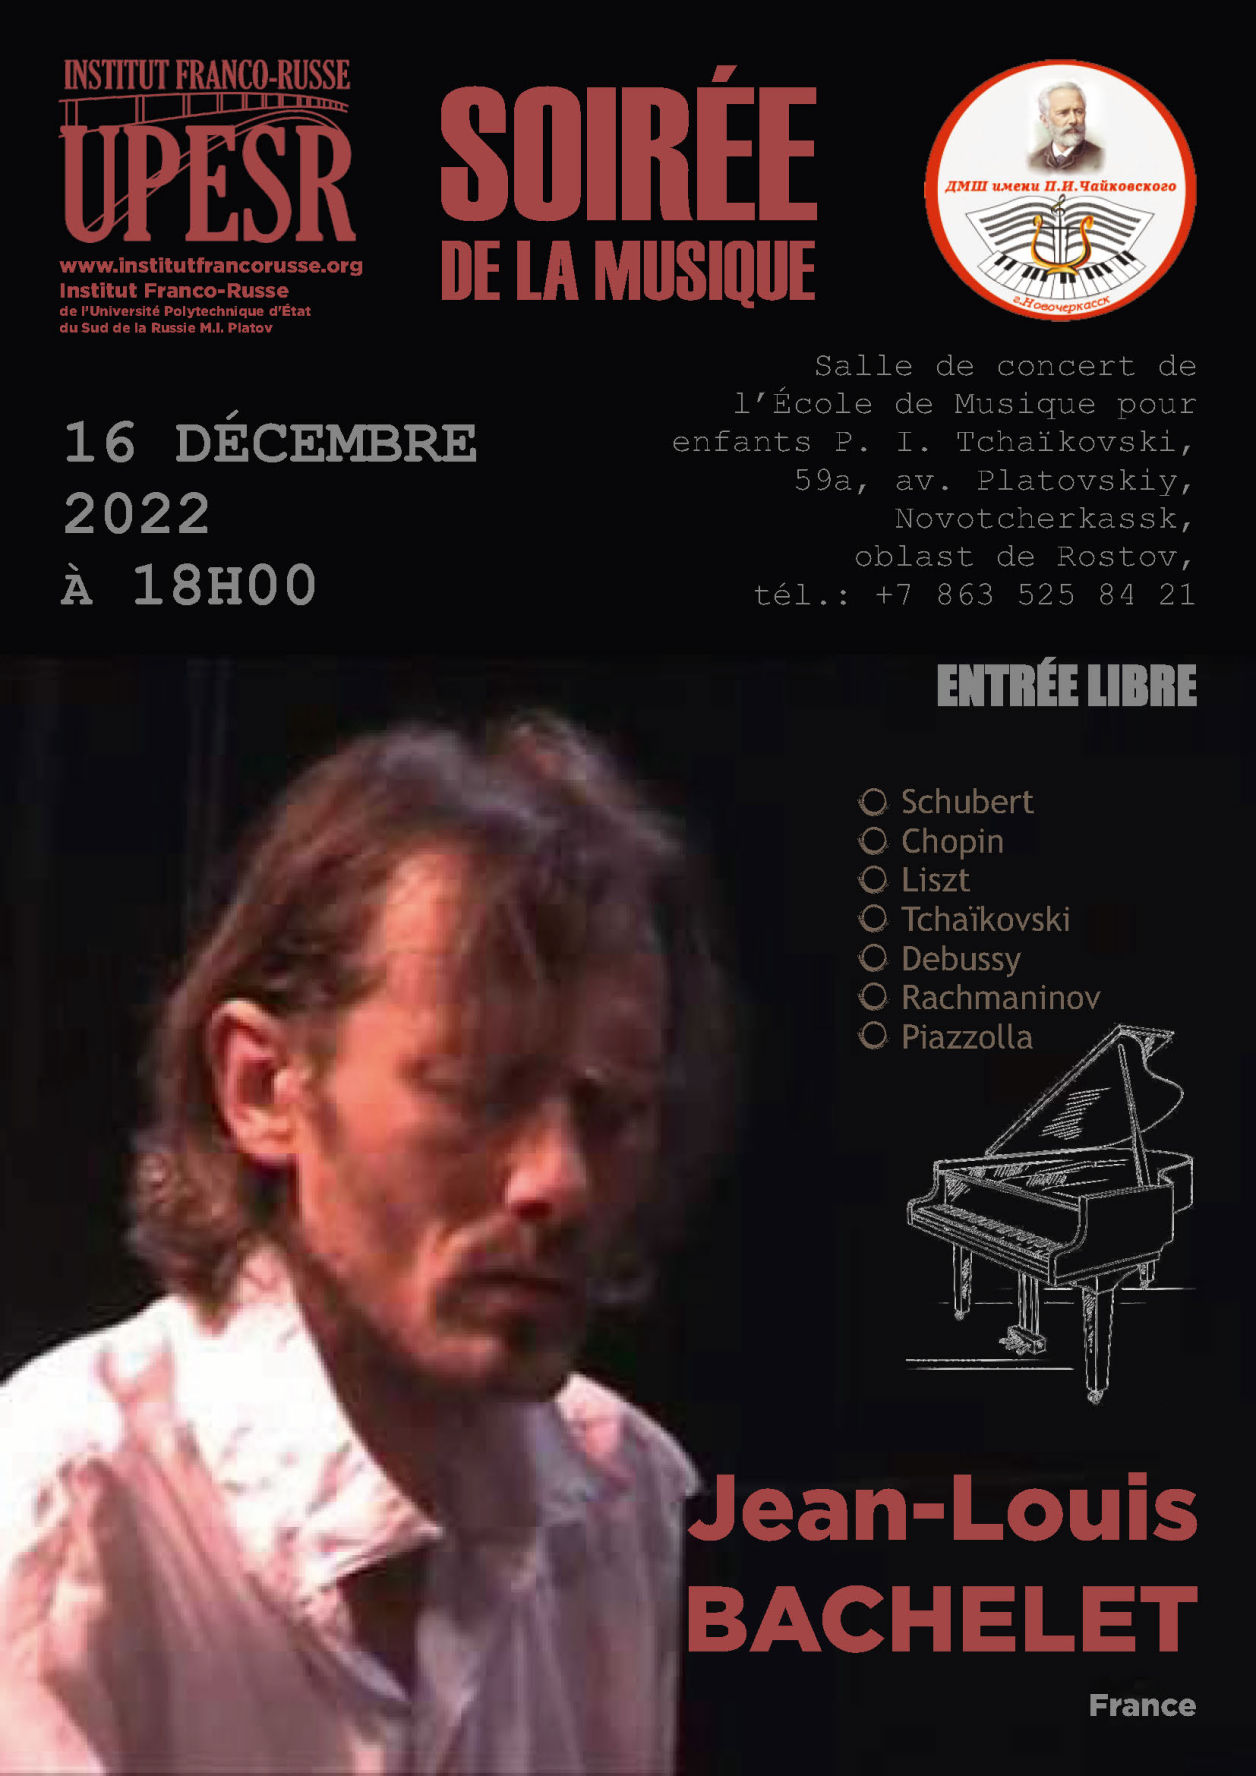 INSTITUT FRANCO-RUSSE
UPESR
www.institutfrancorusse.org
Institut Franco-Russe
de l'Université Polytechnique d'État
du Sud de la Russie M.I. Platov
SOIRÉE
DE LA MUSIQUE
ДМШ имени П.И.Чайковского
г.Новочеркасск
16 DÉCEMBRE
2022
À 18H00
Salle de concert de
l’École de Musique pour
enfants P. I. Tchaïkovski,
59a, av. Platovskiy,
Novotcherkassk,
oblast de Rostov,
tél.: +7 863 525 84 21
ENTRÉE LIBRE
Schubert
Chopin
Liszt
Tchaïkovski
Debussy
Rachmaninov
Piazzolla
Jean-Louis
BACHELET
France